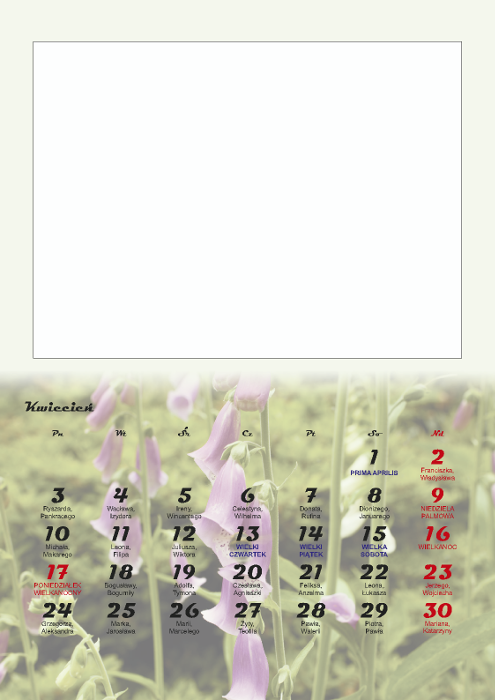 Kwiecień
Pn Wt Śr Cz Pt So Nd
1 2
PRIMA APRILIS Franciszka,
Władysława
3 4 5 6 7 8 9
Ryszarda, Wacława, Ireny, Celestyna, Donata, Dionizego, NIEDZIELA
Pankracego Izydora Wincentego Wilhelma Rufina Januarego PALMOWA
10 11 12 13 14 15 16
Michała, Leona, Juliusza, WIELKI WIELKI WIELKA WIELKANOC
Makarego Filipa Wiktora CZWARTEK PIĄTEK SOBOTA
17 18 19 20 21 22 23
PONIEDZIAŁEK Bogusławy, Adolfa, Czesława, Feliksa, Leona, Jerzego,
WIELKANOCNY Bogumiły Tymona Agnieszki Anzelma Łukasza Wojciecha
24 25 26 27 28 29 30
Grzegorza, Marka, Marii, Zyty, Pawła, Piotra, Mariana,
Aleksandra Jarosława Marcelego Teofila Walerii Pawła Katarzyny